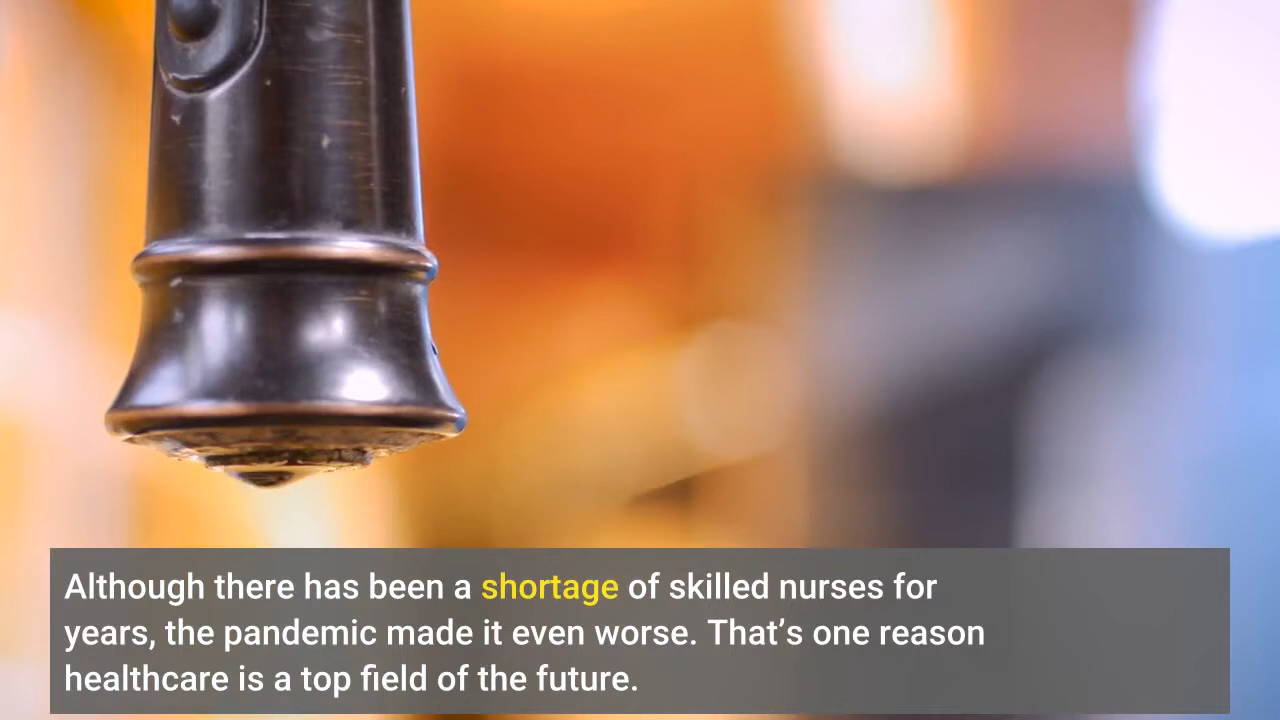 Although there has been a shortage of skilled nurses for
years, the pandemic made it even worse. That’s one reason
healthcare is a top field of the future.